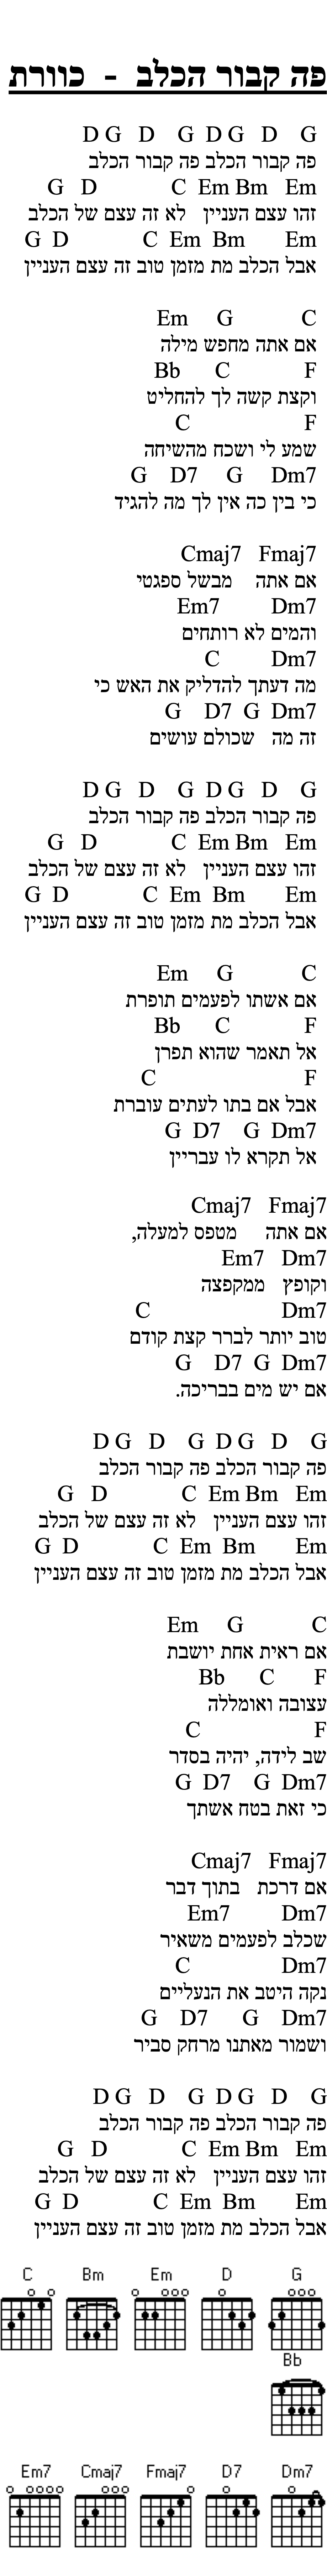 פה קבור הכלב - כוורת
D G D G D G D G
פה קבור הכלב פה קבור הכלב
G D C Em Bm Em
זהו עצם העניין לא זה עצם של הכלב
G D C Em Bm Em
אבל הכלב מת מזמן טוב זה עצם העניין
Em G C
אם אתה מחפש מילה
Bb C F
וקצת קשה לך להחליט
C F
שמע לי ושכח מהשיחה
G D7 G Dm7
כי בין כה אין לך מה להגיד
Cmaj7 Fmaj7
אם אתה מבשל ספגטי
Em7 Dm7
והמים לא רותחים
C Dm7
מה דעתך להדליק את האש כי
G D7 G Dm7
זה מה שכולם עושים
D G D G D G D G
פה קבור הכלב פה קבור הכלב
G D C Em Bm Em
זהו עצם העניין לא זה עצם של הכלב
G D C Em Bm Em
אבל הכלב מת מזמן טוב זה עצם העניין
Em G C
אם אשתו לפעמים תופרת
Bb C F
אל תאמר שהוא תפרן
C F
אבל אם בתו לעתים עוברת
G D7 G Dm7
אל תקרא לו עבריין
Cmaj7 Fmaj7
אם אתה מטפס למעלה,
Em7 Dm7
וקופץ ממקפצה
C Dm7
טוב יותר לברר קצת קודם
G D7 G Dm7
אם יש מים בבריכה.
D G D G D G D G
פה קבור הכלב פה קבור הכלב
G D C Em Bm Em
זהו עצם העניין לא זה עצם של הכלב
G D C Em Bm Em
אבל הכלב מת מזמן טוב זה עצם העניין
Em G C
אם ראית אחת יושבת
Bb C F
עצובה ואומללה
C F
שב לידה, יהיה בסדר
G D7 G Dm7
כי זאת בטח אשתך
Cmaj7 Fmaj7
אם דרכת בתוך דבר
Em7 Dm7
שכלב לפעמים משאיר
C Dm7
נקה היטב את הנעליים
G D7 G Dm7
ושמור מאתנו מרחק סביר
D G D G D G D G
פה קבור הכלב פה קבור הכלב
G D C Em Bm Em
זהו עצם העניין לא זה עצם של הכלב
G D C Em Bm Em
אבל הכלב מת מזמן טוב זה עצם העניין
C Bm Em D G
Bb
Em7 Cmaj7 Fmaj7 D7 Dm7